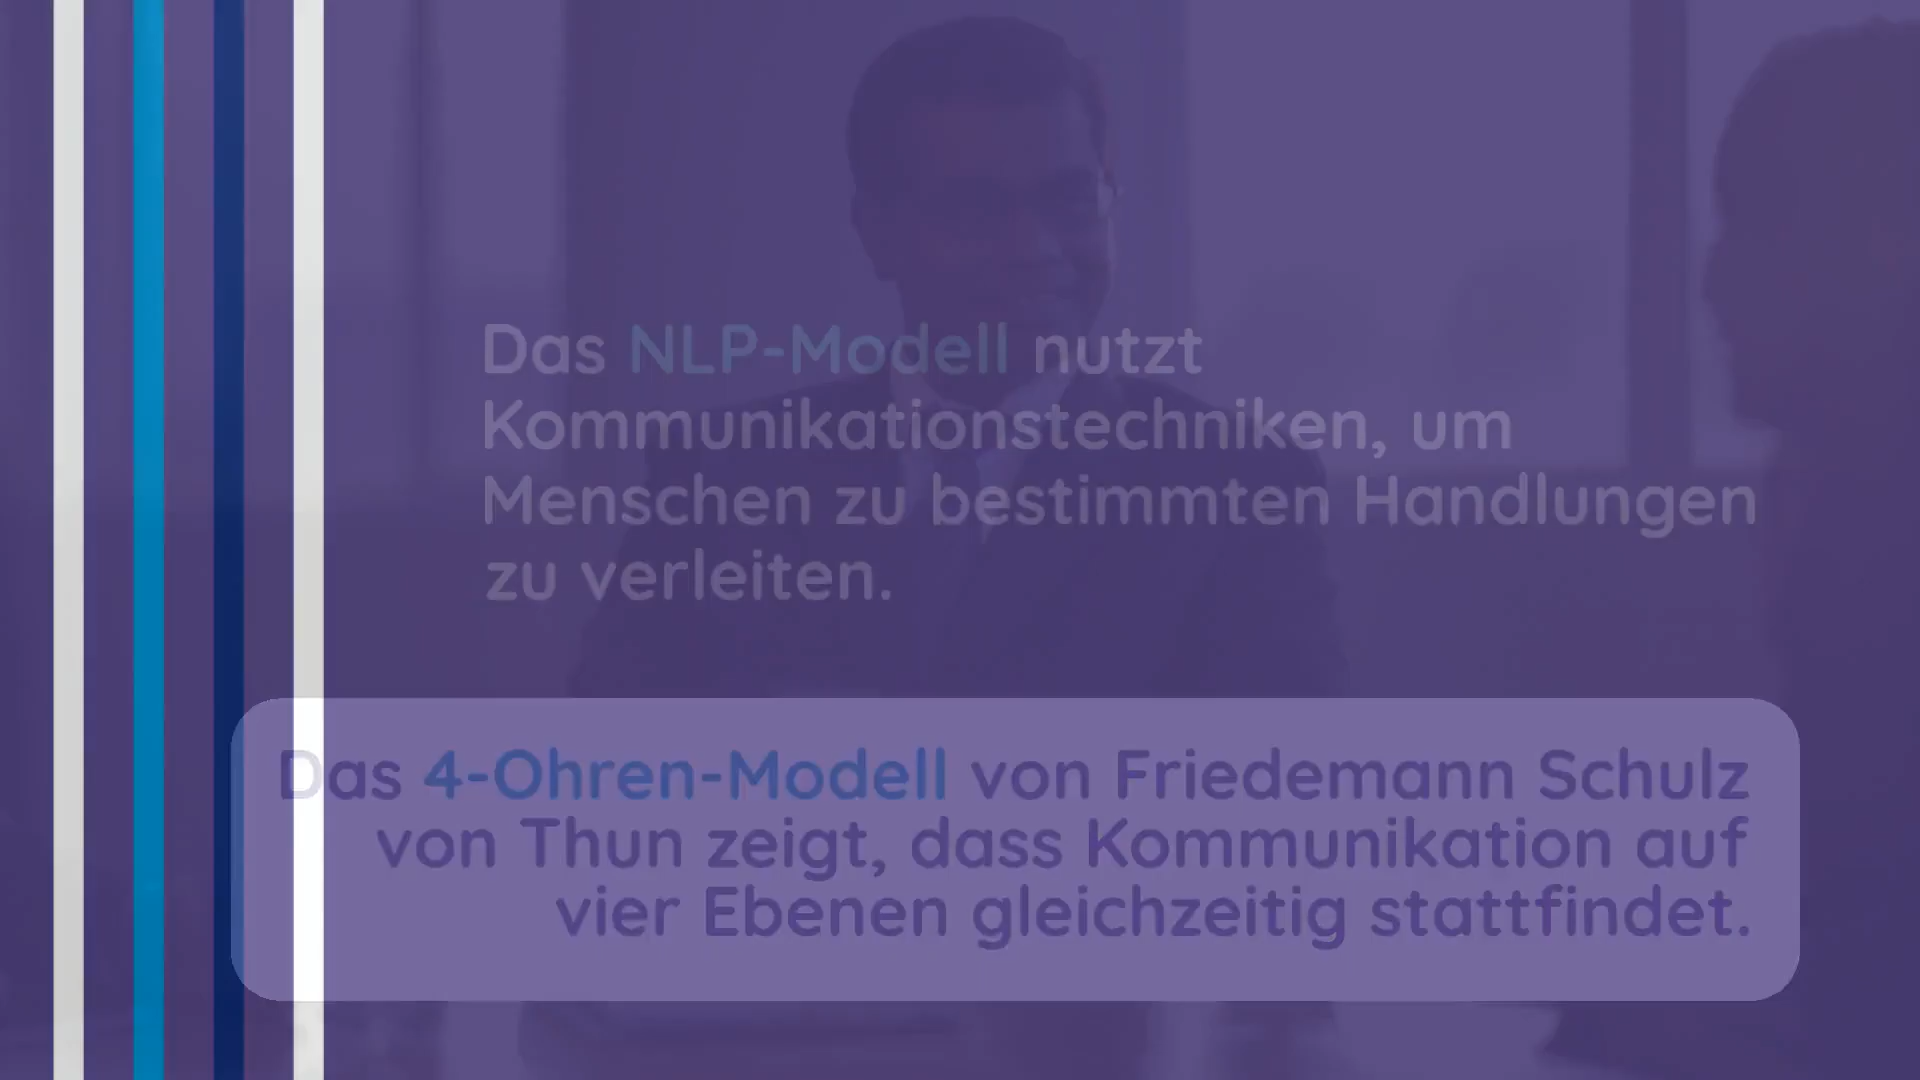 Das NLP-Modell nutzt
Kommunikationstechniken, um
Menschen zu bestimmten Handlungen
zu verleiten.
Das 4-Ohren-Modell von Friedemann Schulz
von Thun zeigt, dass Kommunikation auf
vier Ebenen gleichzeitig stattfindet.